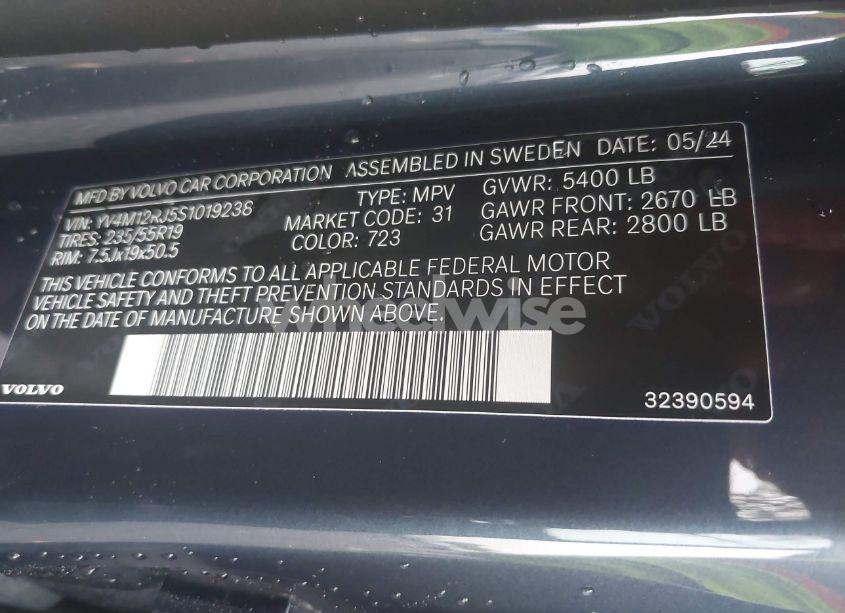 MFD BY VOLVO CAR CORPORATION ASSEMBLED IN SWEDEN DATE: 05/24
VIN: YV4M12RJ5S1019238 TYPE: MPV GVWR: 5400 LB
TIRES: 235/55R19 MARKET CODE: 31 GAWR FRONT: 2670 LB
RIM: 7.5Jx19x50.5 COLOR: 723 GAWR REAR: 2800 LB
THIS VEHICLE CONFORMS TO ALL APPLICABLE FEDERAL MOTOR
VEHICLE SAFETY AND THEFT PREVENTION STANDARDS IN EFFECT
ON THE DATE OF MANUFACTURE SHOWN ABOVE.
wheelwise
VOLVO
32390594